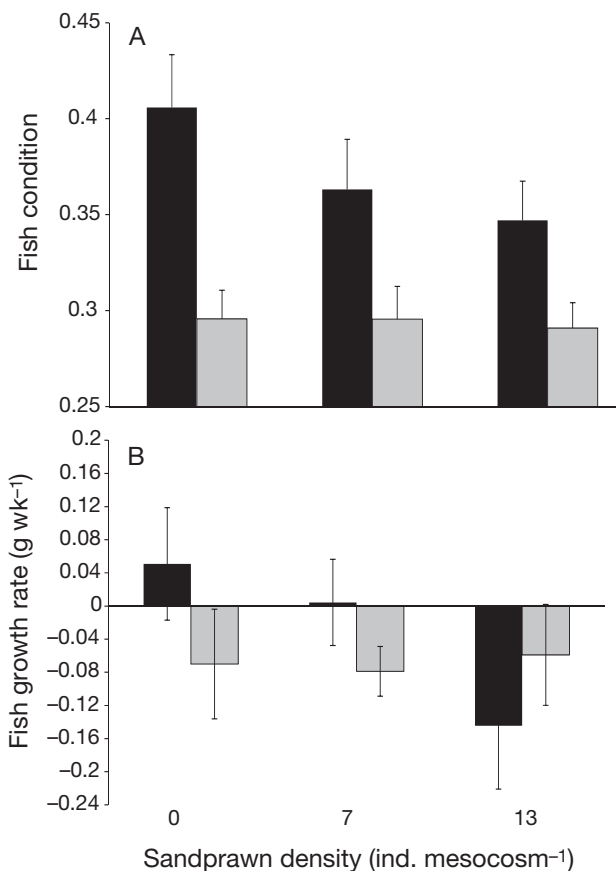 A
Fish condition
0.45
0.4
0.35
0.3
0.25
B
Fish growth rate (g wk⁻¹)
0.2
0.16
0.12
0.08
0.04
0
−0.04
−0.08
−0.12
−0.16
−0.2
−0.24
0 7 13
Sandprawn density (ind. mesocosm⁻¹)